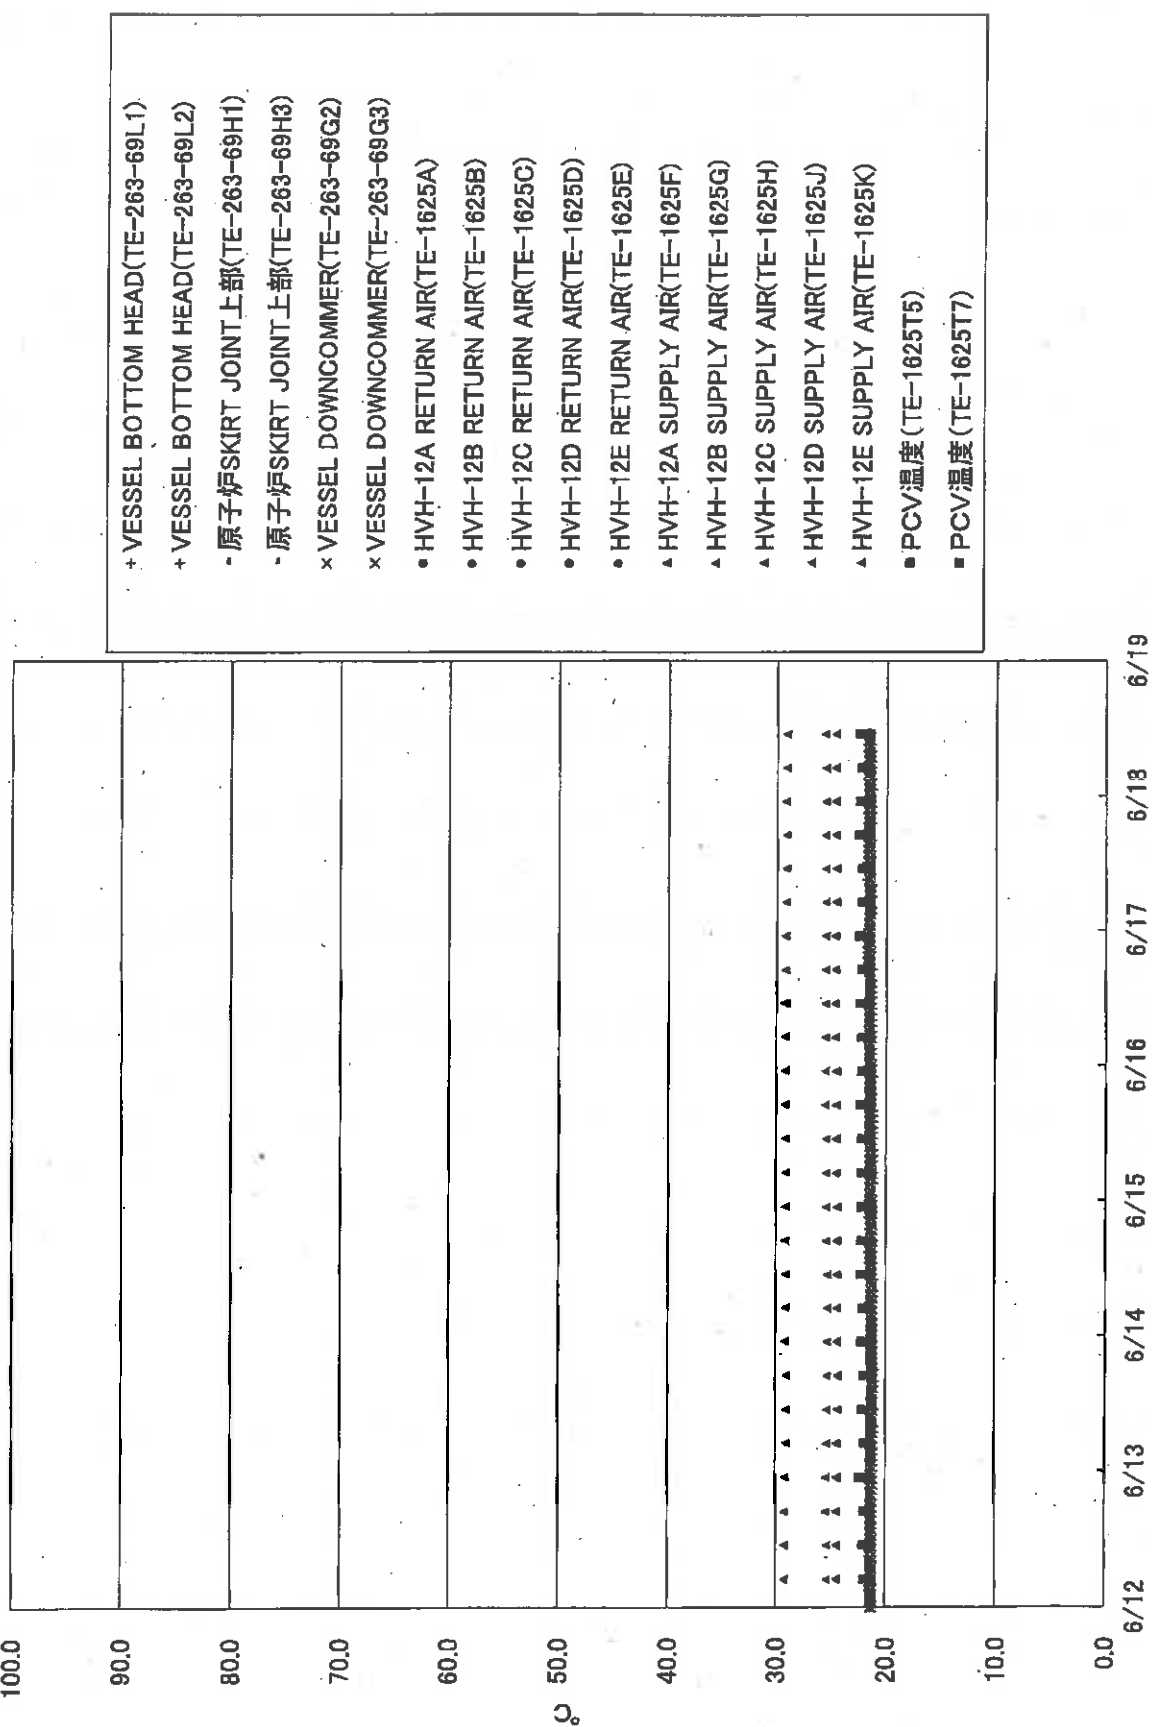 100.0
90.0
80.0
70.0
60.0
50.0
40.0
30.0
20.0
10.0
0.0
℃
6/12
6/13
6/14
6/15
6/16
6/17
6/18
6/19
+ VESSEL BOTTOM HEAD(TE-263-69L1)
+ VESSEL BOTTOM HEAD(TE-263-69L2)
- 原子炉SKIRT JOINT上部(TE-263-69H1)
- 原子炉SKIRT JOINT上部(TE-263-69H3)
× VESSEL DOWNCOMMER(TE-263-69G2)
× VESSEL DOWNCOMMER(TE-263-69G3)
● HVH-12A RETURN AIR(TE-1625A)
● HVH-12B RETURN AIR(TE-1625B)
● HVH-12C RETURN AIR(TE-1625C)
● HVH-12D RETURN AIR(TE-1625D)
● HVH-12E RETURN AIR(TE-1625E)
▲ HVH-12A SUPPLY AIR(TE-1625F)
▲ HVH-12B SUPPLY AIR(TE-1625G)
▲ HVH-12C SUPPLY AIR(TE-1625H)
▲ HVH-12D SUPPLY AIR(TE-1625J)
▲ HVH-12E SUPPLY AIR(TE-1625K)
■ PCV温度(TE-1625T5)
■ PCV温度(TE-1625T7)